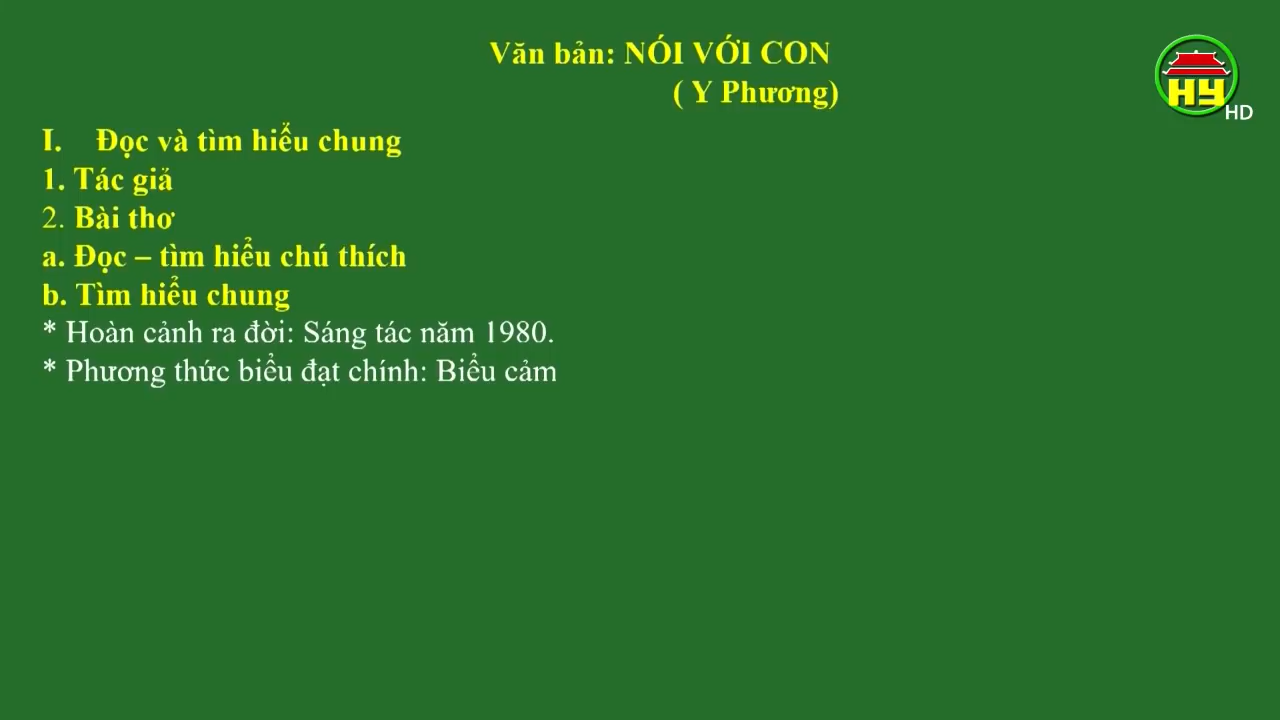 Văn bản: NÓI VỚI CON
( Y Phương)
HY
HD
I. Đọc và tìm hiểu chung
1. Tác giả
2. Bài thơ
a. Đọc – tìm hiểu chú thích
b. Tìm hiểu chung
* Hoàn cảnh ra đời: Sáng tác năm 1980.
* Phương thức biểu đạt chính: Biểu cảm